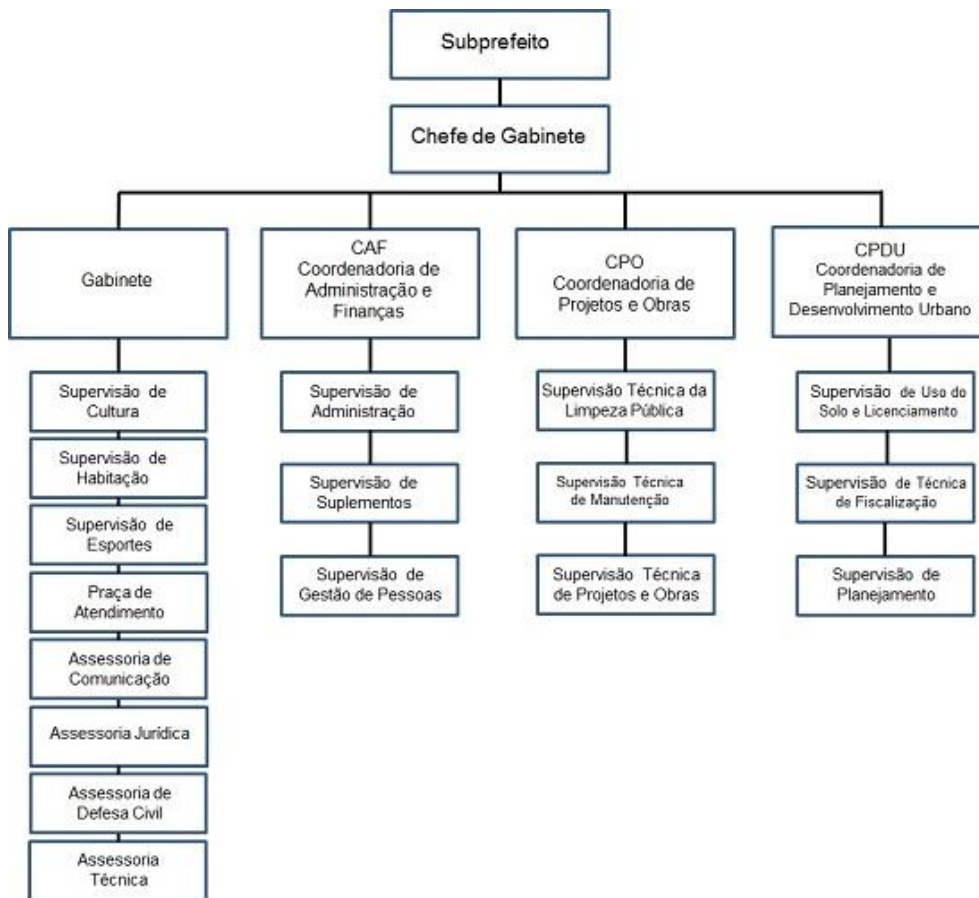 Subprefeito
Chefe de Gabinete
Gabinete
CAF
Coordenadoria de
Administração e
Finanças
CPO
Coordenadoria de
Projetos e Obras
CPDU
Coordenadoria de
Planejamento e
Desenvolvimento Urbano
Supervisão de
Cultura
Supervisão de
Habitação
Supervisão de
Esportes
Praça de
Atendimento
Assessoria de
Comunicação
Assessoria Jurídica
Assessoria de
Defesa Civil
Assessoria
Técnica
Supervisão de
Administração
Supervisão de
Suplementos
Supervisão de
Gestão de Pessoas
Supervisão Técnica da
Limpeza Pública
Supervisão Técnica
de Manutenção
Supervisão Técnica
de Projetos e Obras
Supervisão de Uso do
Solo e Licenciamento
Supervisão de Técnica
de Fiscalização
Supervisão de
Planejamento